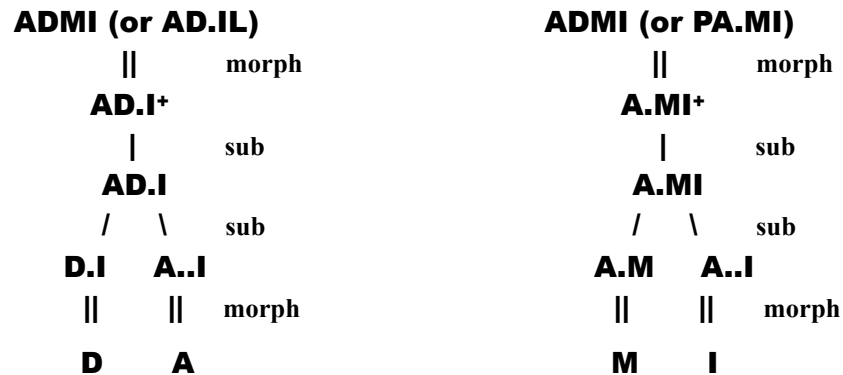 ADMI (or AD.IL) ADMI (or PA.MI)
|| morph || morph
AD.I+ A.MI+
| sub | sub
AD.I A.MI
/ \ sub / \ sub
D.I A..I A.M A..I
|| || morph || || morph
D A M I